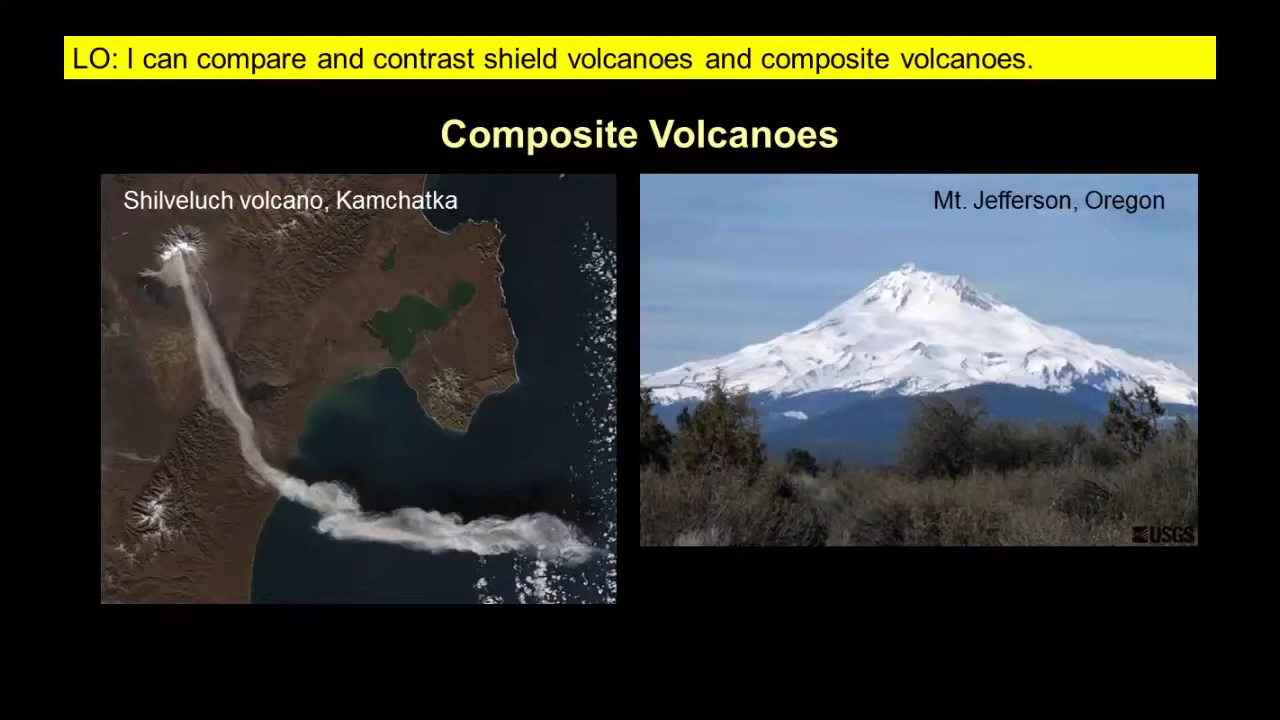 LO: I can compare and contrast shield volcanoes and composite volcanoes.
Composite Volcanoes
Shilveluch volcano, Kamchatka
Mt. Jefferson, Oregon
USGS